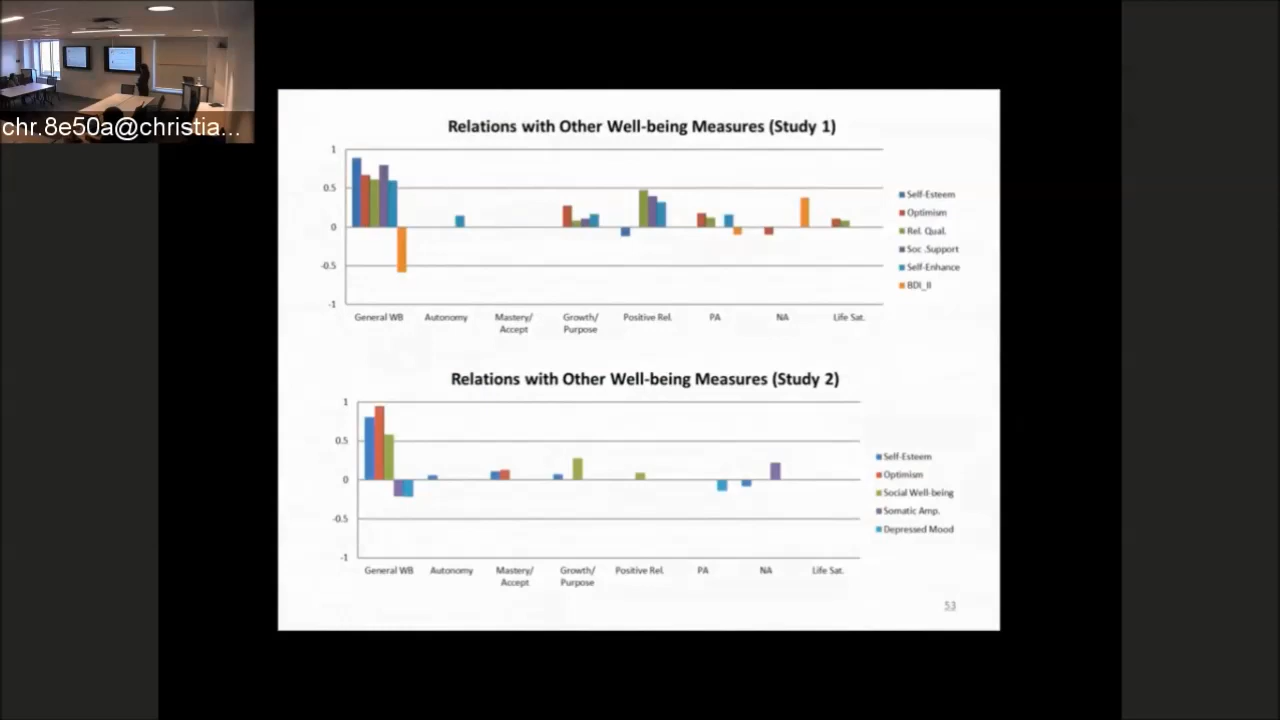 chr.8e50a@christia...
Relations with Other Well-being Measures (Study 1)
1
0.5
0
-0.5
-1
General WB
Autonomy
Mastery/
Accept
Growth/
Purpose
Positive Rel.
PA
NA
Life Sat.
Self-Esteem
Optimism
Rel. Qual.
Soc .Support
Self-Enhance
BDI_II
Relations with Other Well-being Measures (Study 2)
1
0.5
0
-0.5
-1
General WB
Autonomy
Mastery/
Accept
Growth/
Purpose
Positive Rel.
PA
NA
Life Sat.
Self-Esteem
Optimism
Social Well-being
Somatic Amp.
Depressed Mood
53